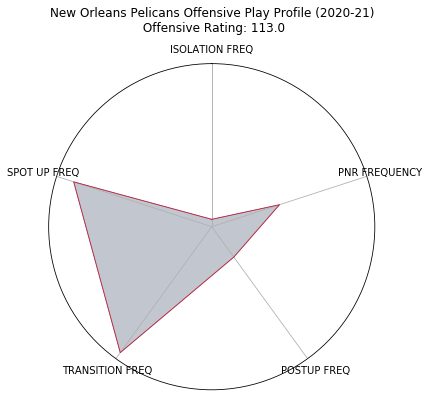 New Orleans Pelicans Offensive Play Profile (2020-21)
Offensive Rating: 113.0
ISOLATION FREQ
SPOT UP FREQ
PNR FREQUENCY
TRANSITION FREQ
POSTUP FREQ